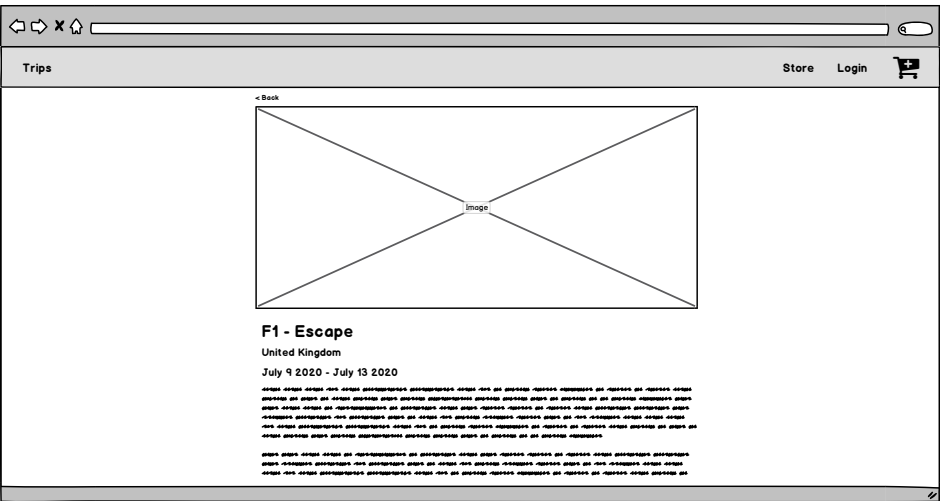 Trips
Store Login
< Back
Image
F1 - Escape
United Kingdom
July 9 2020 - July 13 2020